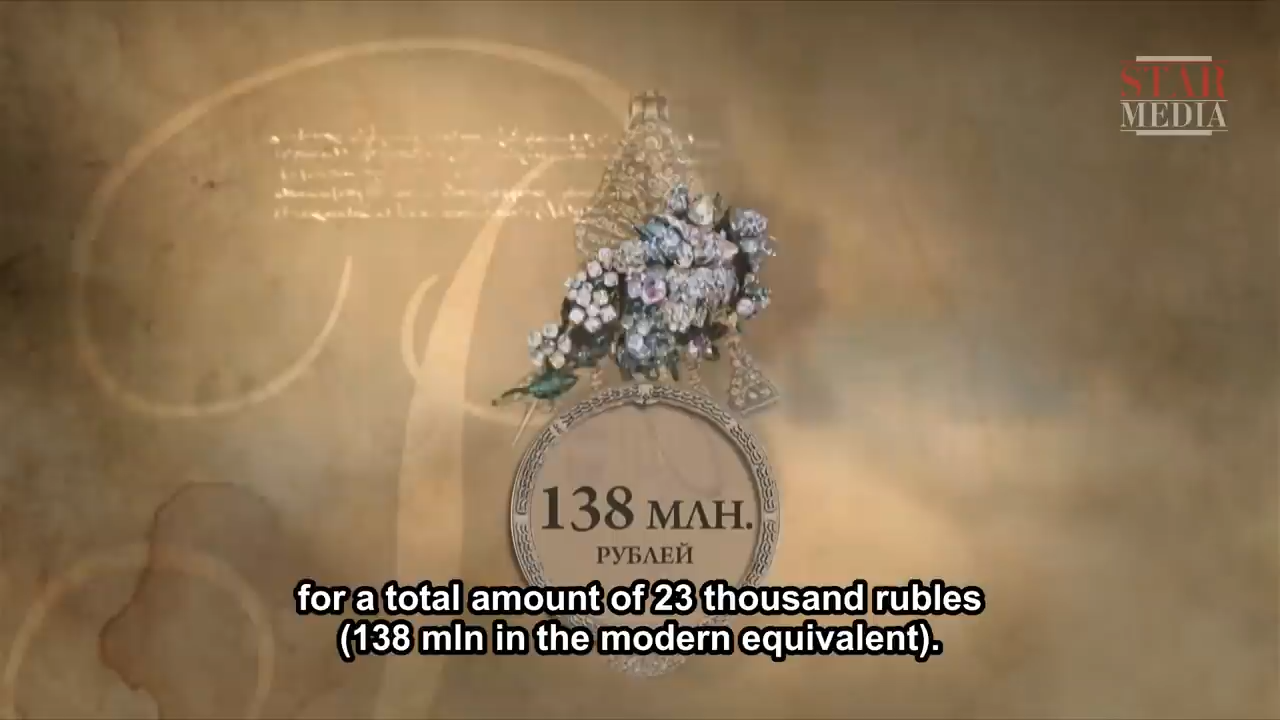 STAR
MEDIA
138 МЛН.
РУБЛЕЙ
for a total amount of 23 thousand rubles
(138 mln in the modern equivalent).